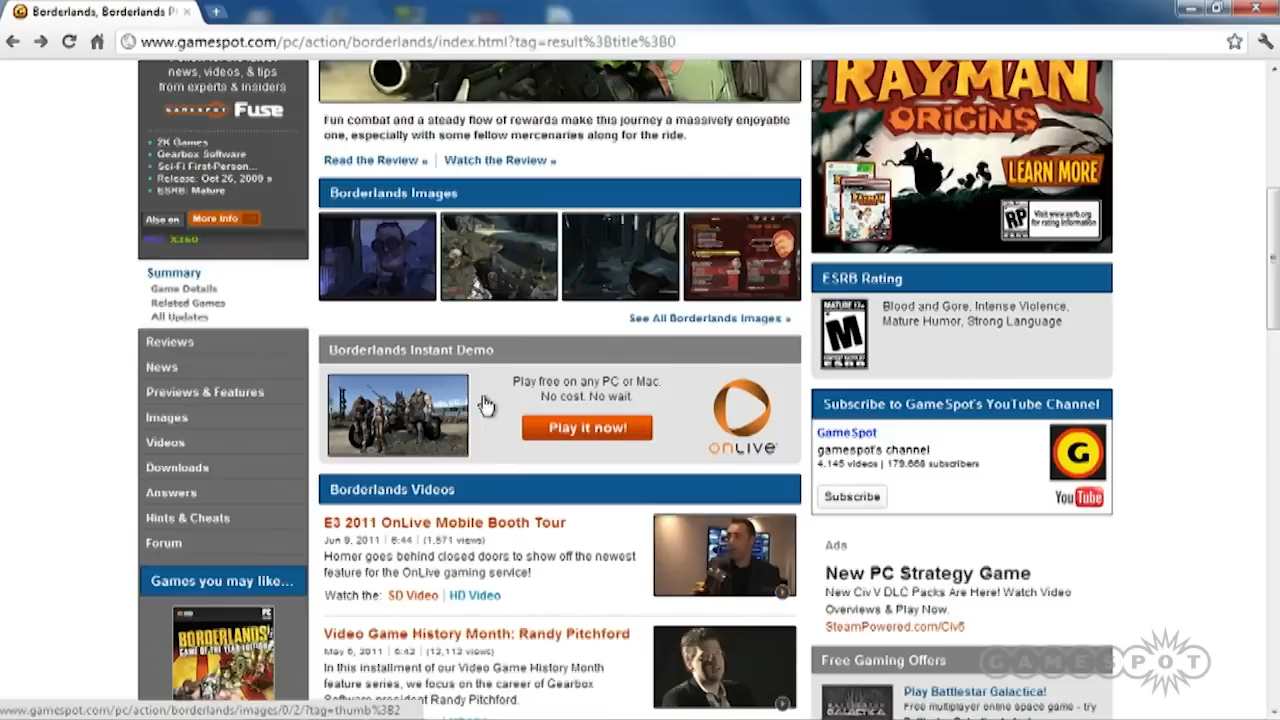 Borderlands, Borderlands P
www.gamespot.com/pc/action/borderlands/index.html?tag=result%3Btitle%3B0
news, videos, & tips
from experts & insiders
GAMESPOT Fuse
2K Games
Gearbox Software
Sci-Fi First-Person...
Release: Oct 26, 2009 »
ESRB: Mature
Also on More Info
X360
Summary
Game Details
Related Games
All Updates
Reviews
News
Previews & Features
Images
Videos
Downloads
Answers
Hints & Cheats
Forum
Games you may like...
BORDERLANDS
GAME OF THE YEAR EDITION
Fun combat and a steady flow of rewards make this journey a massively enjoyable
one, especially with some fellow mercenaries along for the ride.
Read the Review » | Watch the Review »
Borderlands Images
See All Borderlands Images »
Borderlands Instant Demo
Play free on any PC or Mac.
No cost. No wait.
Play it now!
ONLIVE
Borderlands Videos
E3 2011 OnLive Mobile Booth Tour
Jun 9, 2011 | 6:44 | (1,571 views)
Homer goes behind closed doors to show off the newest
feature for the OnLive gaming service!
Watch the: SD Video | HD Video
Video Game History Month: Randy Pitchford
May 6, 2011 | 6:42 | (12,112 views)
In this installment of our Video Game History Month
feature series, we focus on the career of Gearbox
Software president Randy Pitchford.
RAYMAN
ORIGINS
LEARN MORE
RP
Visit www.esrb.org
for rating information
ESRB Rating
MATURE 17+
M
Blood and Gore, Intense Violence,
Mature Humor, Strong Language
Subscribe to GameSpot's YouTube Channel
GameSpot
gamespot's channel
4,145 videos | 179,668 subscribers
Subscribe
G
YouTube
Ads
New PC Strategy Game
New Civ V DLC Packs Are Here! Watch Video
Overviews & Play Now.
SteamPowered.com/Civ5
Free Gaming Offers
GAMESPOT
Play Battlestar Galactica!
Free multiplayer online space game - try
www.gamespot.com/pc/action/borderlands/images/0/2/?tag=thumb%3B2